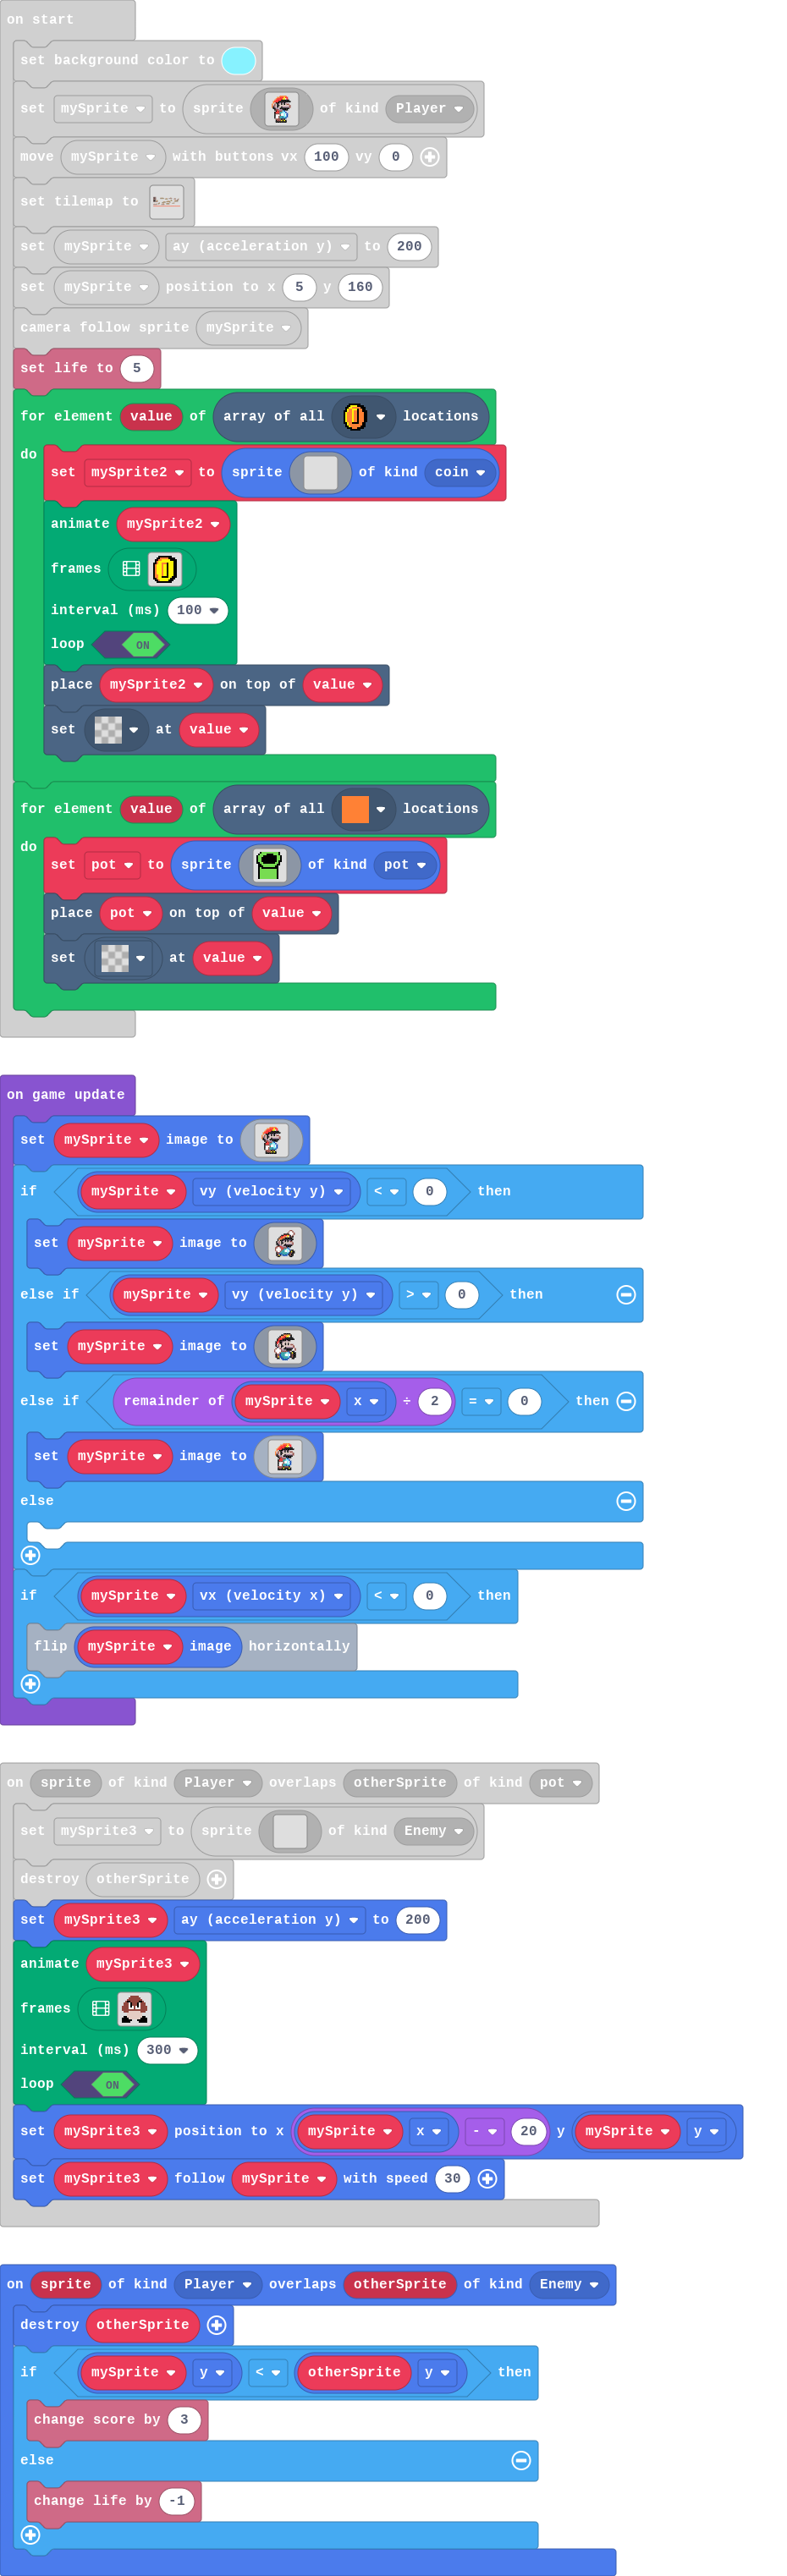 on start
set background color to
set mySprite to sprite of kind Player
move mySprite with buttons vx 100 vy 0
set tilemap to
set mySprite ay (acceleration y) to 200
set mySprite position to x 5 y 160
camera follow sprite mySprite
set life to 5
for element value of array of all locations
do
set mySprite2 to sprite of kind coin
animate mySprite2
frames
interval (ms) 100
loop ON
place mySprite2 on top of value
set at value
for element value of array of all locations
do
set pot to sprite of kind pot
place pot on top of value
set at value
on game update
set mySprite image to
if mySprite vy (velocity y) < 0 then
set mySprite image to
else if mySprite vy (velocity y) > 0 then
set mySprite image to
else if remainder of mySprite x ÷ 2 = 0 then
set mySprite image to
else
if mySprite vx (velocity x) < 0 then
flip mySprite image horizontally
on sprite of kind Player overlaps otherSprite of kind pot
set mySprite3 to sprite of kind Enemy
destroy otherSprite
set mySprite3 ay (acceleration y) to 200
animate mySprite3
frames
interval (ms) 300
loop ON
set mySprite3 position to x mySprite x - 20 y mySprite y
set mySprite3 follow mySprite with speed 30
on sprite of kind Player overlaps otherSprite of kind Enemy
destroy otherSprite
if mySprite y < otherSprite y then
change score by 3
else
change life by -1